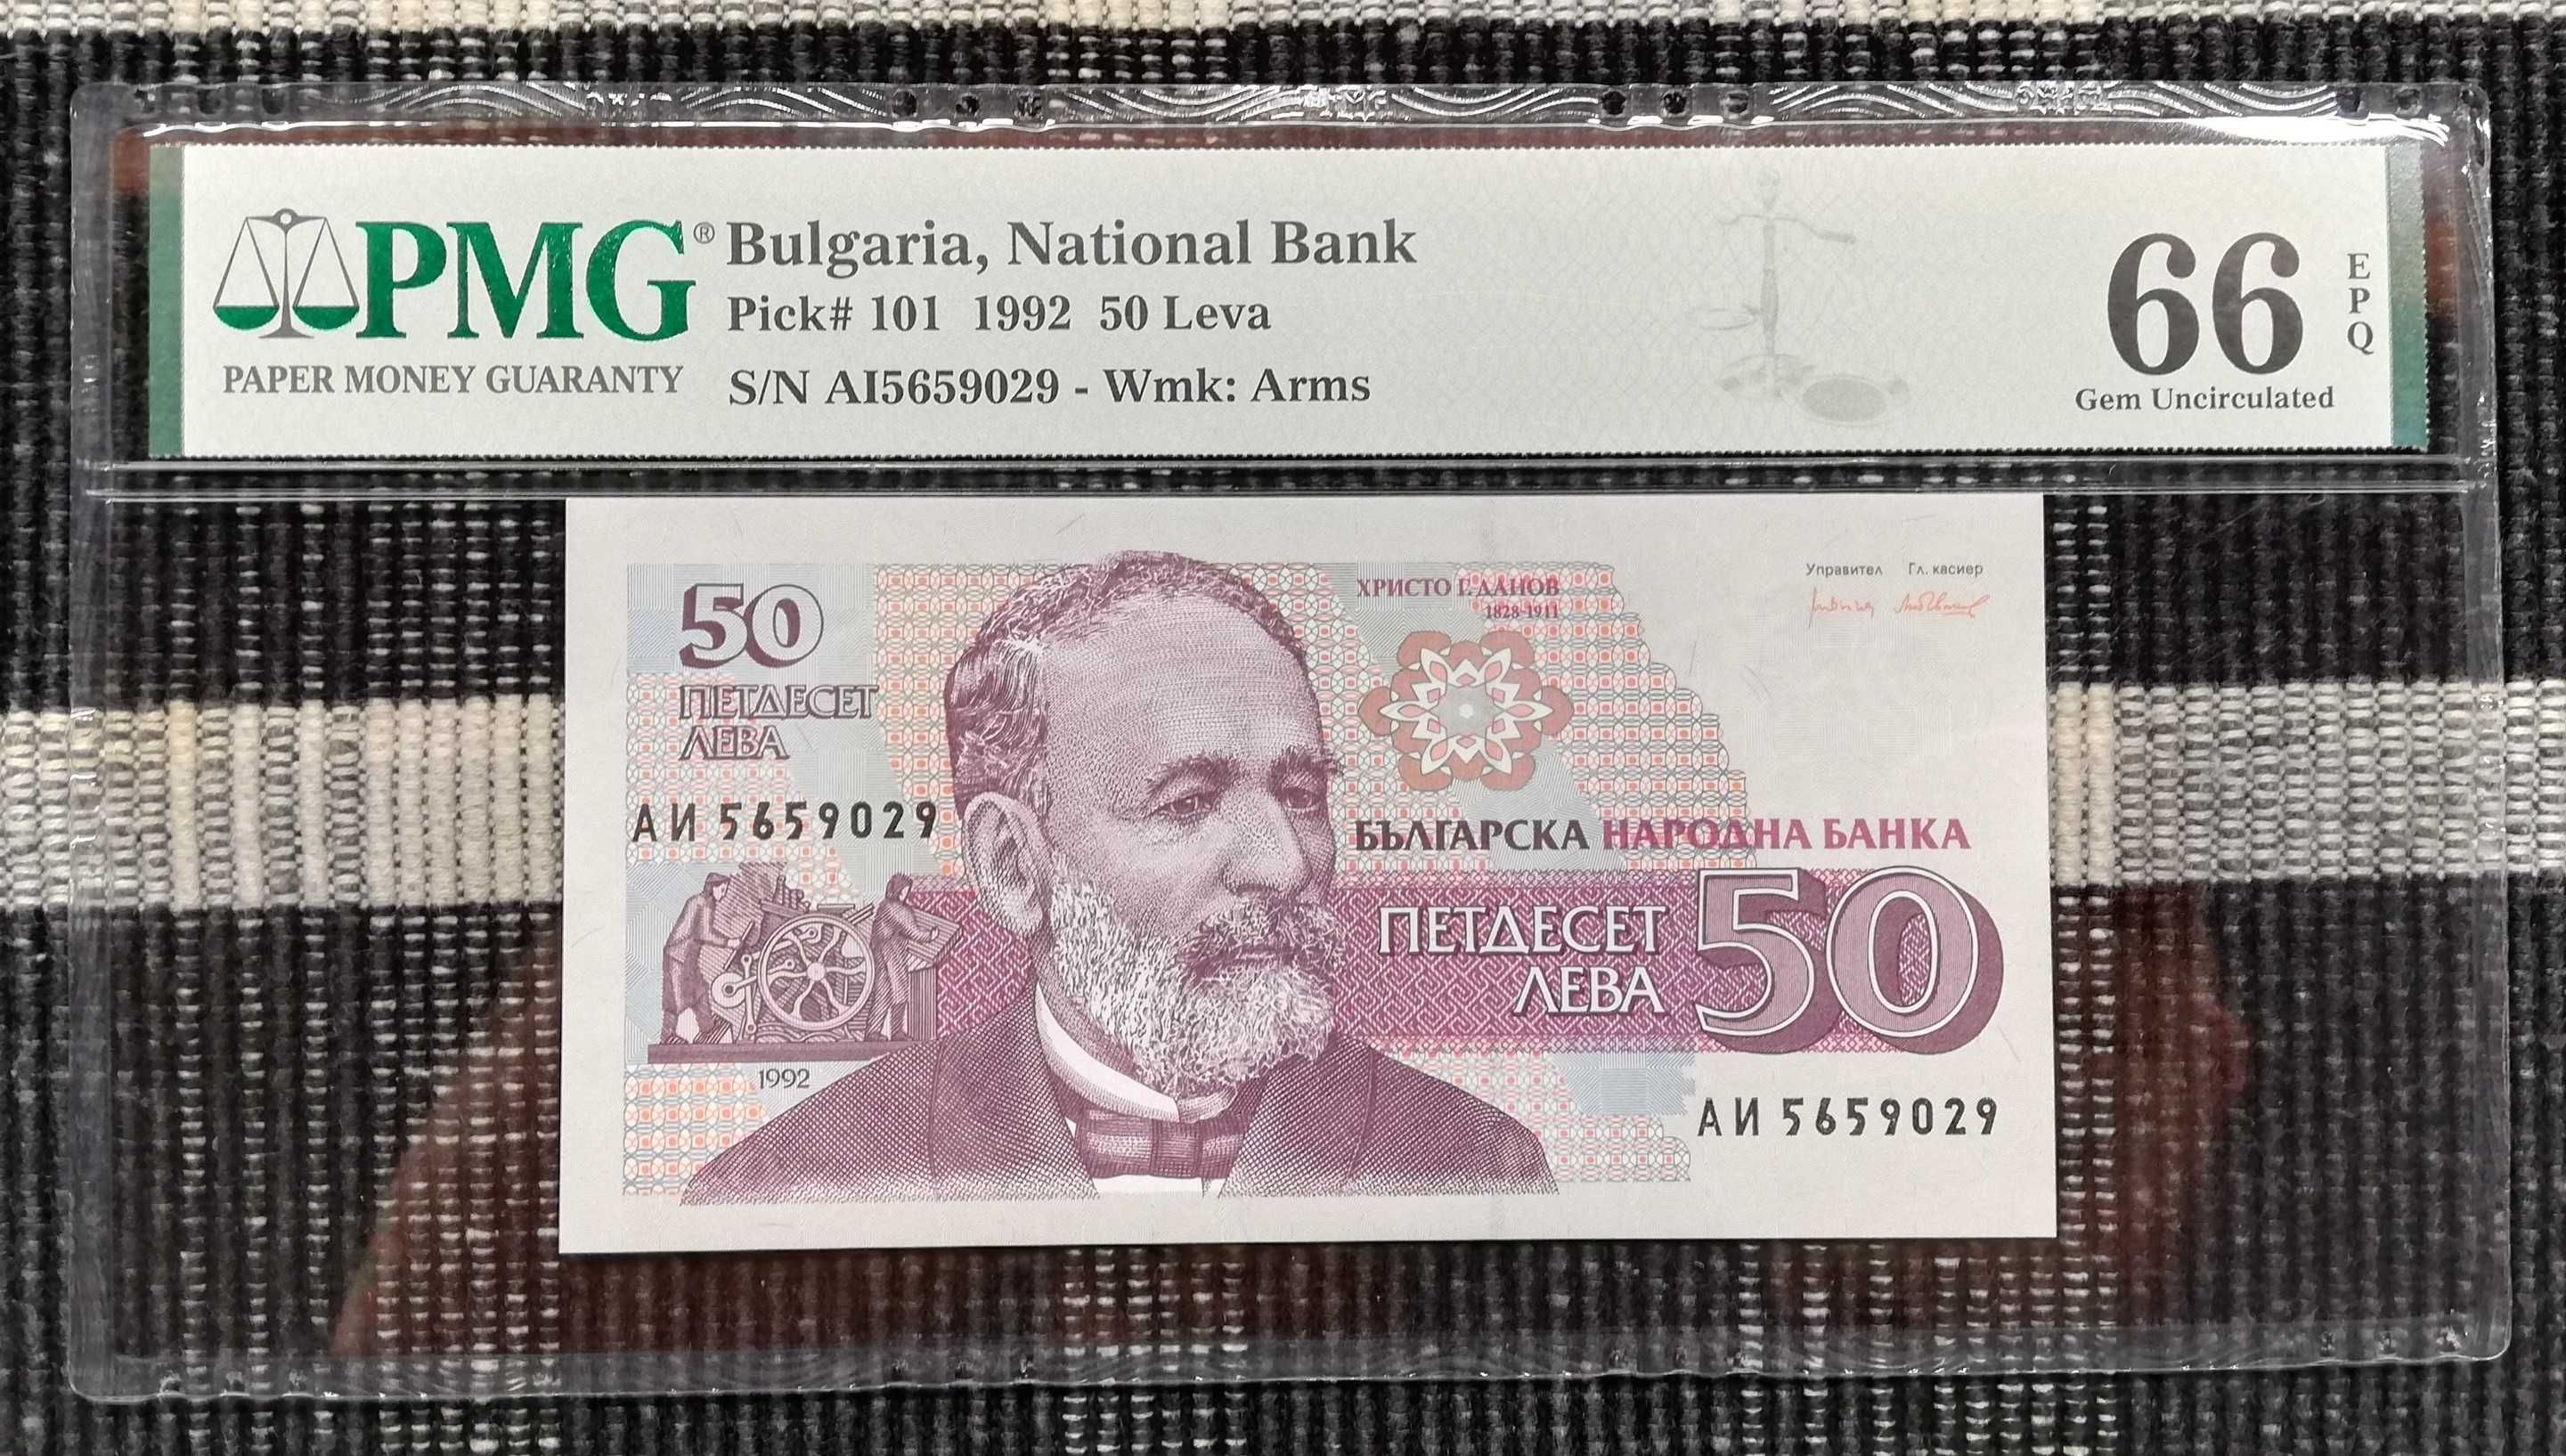 PMG®
PAPER MONEY GUARANTY
Bulgaria, National Bank
Pick# 101 1992 50 Leva
S/N AI5659029 - Wmk: Arms
66
EPQ
Gem Uncirculated
50
ПЕТДЕСЕТ
ЛЕВА
ХРИСТО Г. ДАНОВ
1828-1911
Управител Гл. касиер
АИ 5659029
БЪЛГАРСКА НАРОДНА БАНКА
ПЕТДЕСЕТ
ЛЕВА
50
1992
АИ 5659029